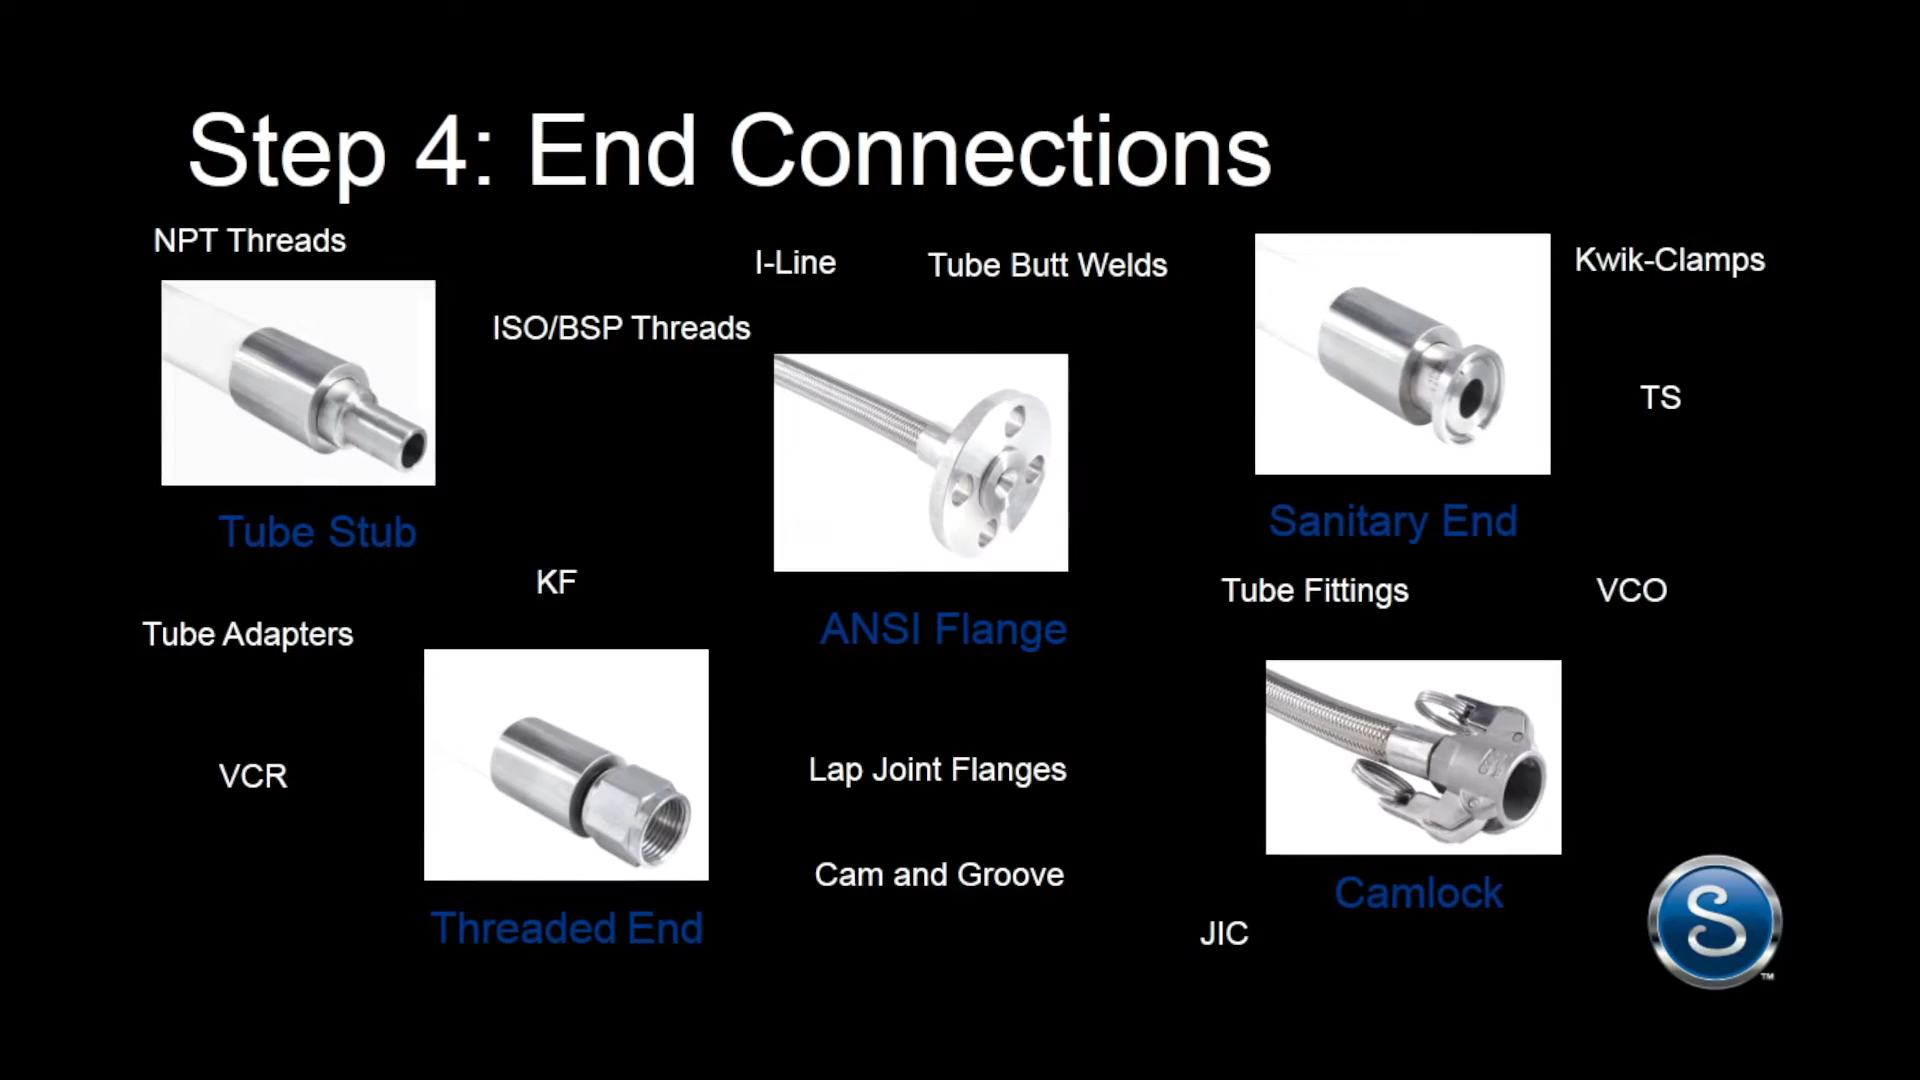 Step 4: End Connections
NPT Threads
I-Line
Tube Butt Welds
Kwik-Clamps
ISO/BSP Threads
TS
Tube Stub
Sanitary End
KF
Tube Fittings
VCO
Tube Adapters
ANSI Flange
VCR
Lap Joint Flanges
Cam and Groove
Camlock
Threaded End
JIC
S
TM